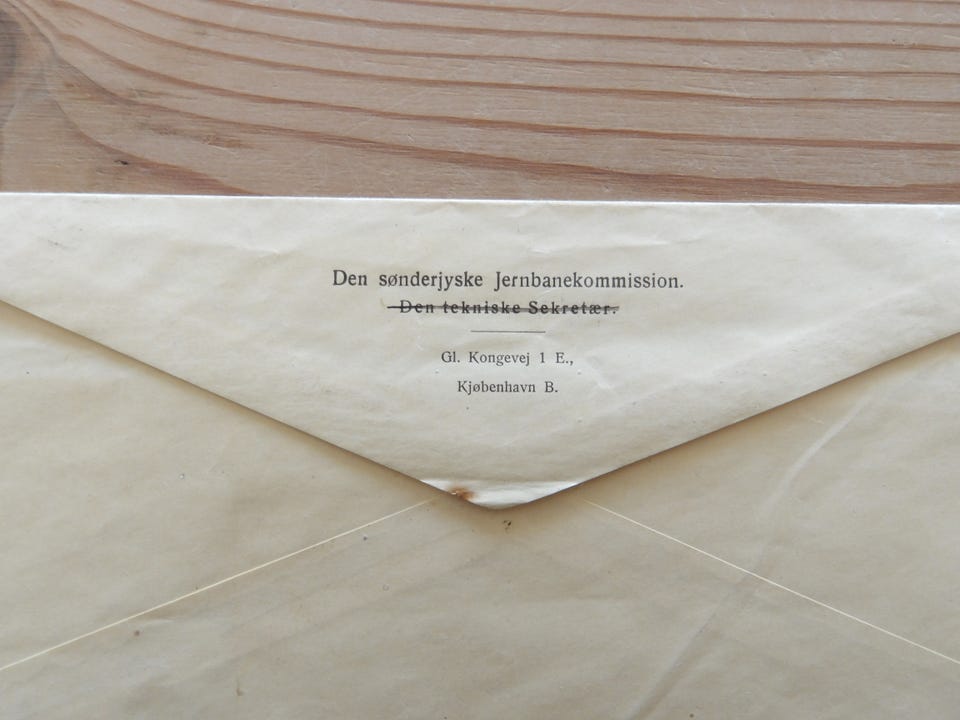 Den sønderjyske Jernbanekommission.
Den tekniske Sekretær.
Gl. Kongevej 1 E.,
Kjøbenhavn B.